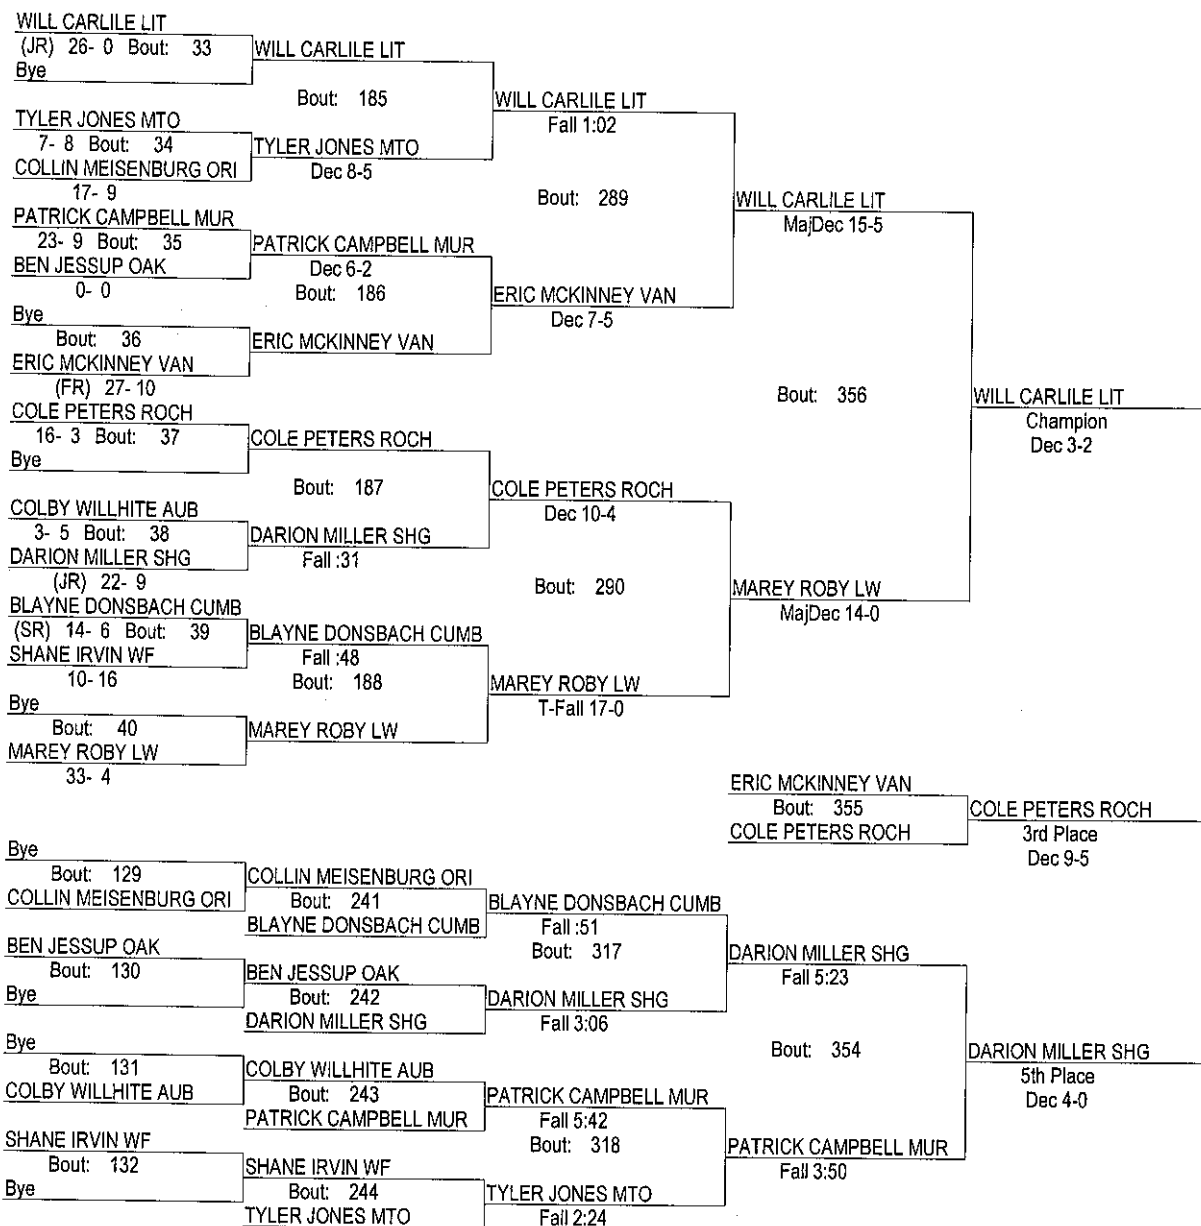 WILL CARLILE LIT
(JR) 26- 0 Bout: 33
Bye
WILL CARLILE LIT
Bout: 185
TYLER JONES MTO
7- 8 Bout: 34
COLLIN MEISENBURG ORI
17- 9
TYLER JONES MTO
Dec 8-5
WILL CARLILE LIT
Fall 1:02
Bout: 289
PATRICK CAMPBELL MUR
23- 9 Bout: 35
BEN JESSUP OAK
0- 0
PATRICK CAMPBELL MUR
Dec 6-2
Bout: 186
Bye
Bout: 36
ERIC MCKINNEY VAN
(FR) 27- 10
ERIC MCKINNEY VAN
ERIC MCKINNEY VAN
Dec 7-5
WILL CARLILE LIT
MajDec 15-5
Bout: 356
WILL CARLILE LIT
Champion
Dec 3-2
COLE PETERS ROCH
16- 3 Bout: 37
Bye
COLE PETERS ROCH
Bout: 187
COLBY WILLHITE AUB
3- 5 Bout: 38
DARION MILLER SHG
(JR) 22- 9
DARION MILLER SHG
Fall :31
COLE PETERS ROCH
Dec 10-4
Bout: 290
BLAYNE DONSBACH CUMB
(SR) 14- 6 Bout: 39
SHANE IRVIN WF
10- 16
BLAYNE DONSBACH CUMB
Fall :48
Bout: 188
Bye
Bout: 40
MAREY ROBY LW
33- 4
MAREY ROBY LW
MAREY ROBY LW
T-Fall 17-0
MAREY ROBY LW
MajDec 14-0
ERIC MCKINNEY VAN
Bout: 355
COLE PETERS ROCH
COLE PETERS ROCH
3rd Place
Dec 9-5
Bye
Bout: 129
COLLIN MEISENBURG ORI
COLLIN MEISENBURG ORI
Bout: 241
BLAYNE DONSBACH CUMB
BLAYNE DONSBACH CUMB
Fall :51
Bout: 317
BEN JESSUP OAK
Bout: 130
Bye
BEN JESSUP OAK
Bout: 242
DARION MILLER SHG
DARION MILLER SHG
Fall 3:06
DARION MILLER SHG
Fall 5:23
Bout: 354
DARION MILLER SHG
5th Place
Dec 4-0
Bye
Bout: 131
COLBY WILLHITE AUB
COLBY WILLHITE AUB
Bout: 243
PATRICK CAMPBELL MUR
PATRICK CAMPBELL MUR
Fall 5:42
Bout: 318
SHANE IRVIN WF
Bout: 132
Bye
SHANE IRVIN WF
Bout: 244
TYLER JONES MTO
TYLER JONES MTO
Fall 2:24
PATRICK CAMPBELL MUR
Fall 3:50